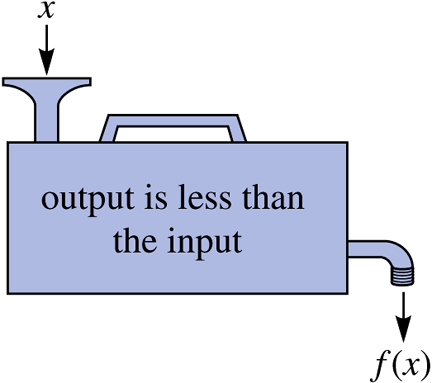 x
output is less than
the input
f(x)